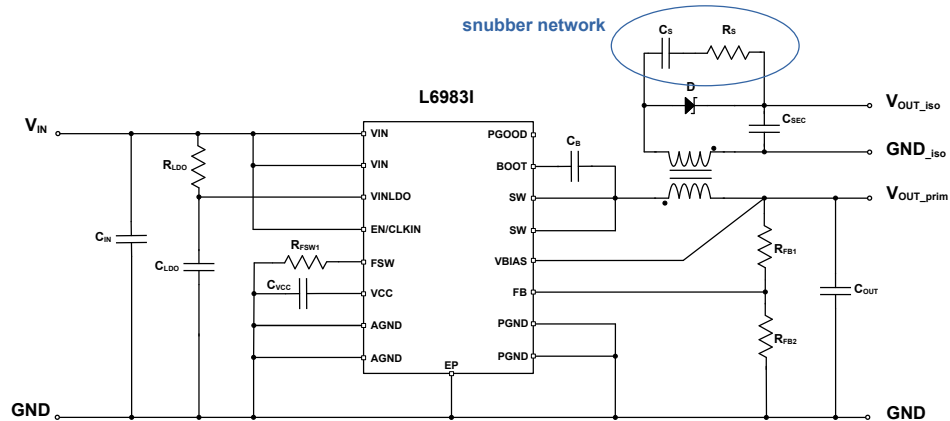 snubber network
CS
RS
L6983I
D
VOUT_iso
VIN
CSEC
VIN
PGOOD
CB
RLDO
GND_iso
VIN
BOOT
VINLDO
SW
VOUT_prim
EN/CLKIN
SW
CIN
RFSW1
RFB1
CLDO
FSW
VBIAS
CVCC
VCC
FB
COUT
AGND
PGND
RFB2
AGND
PGND
EP
GND
GND